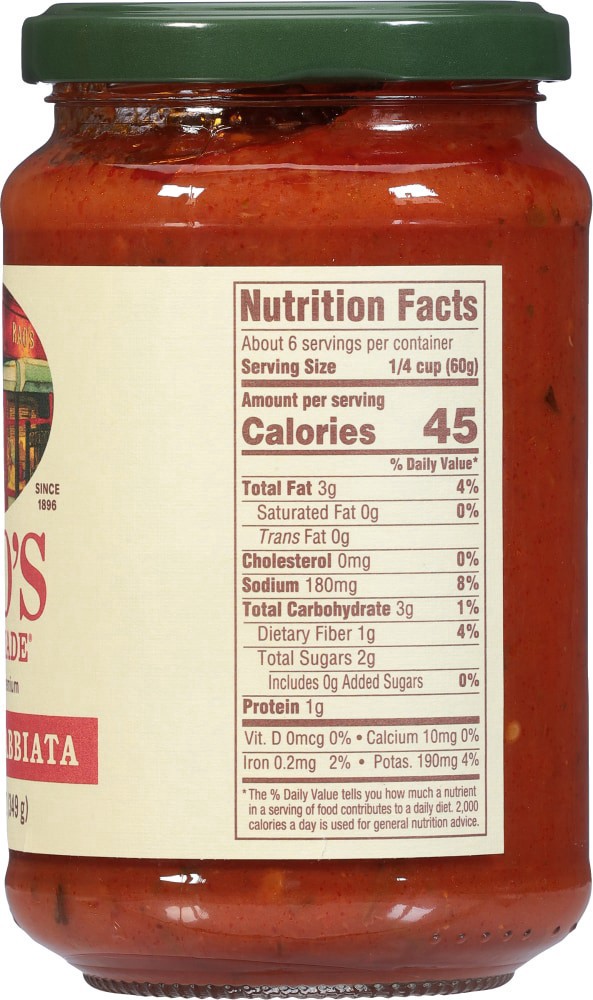 RAO'S
SINCE
1896
O'S
ADE®
mium
BBIATA
349 g)
Nutrition Facts
About 6 servings per container
Serving Size 1/4 cup (60g)
Amount per serving
Calories 45
% Daily Value*
Total Fat 3g 4%
Saturated Fat 0g 0%
Trans Fat 0g
Cholesterol 0mg 0%
Sodium 180mg 8%
Total Carbohydrate 3g 1%
Dietary Fiber 1g 4%
Total Sugars 2g
Includes 0g Added Sugars 0%
Protein 1g
Vit. D 0mcg 0% • Calcium 10mg 0%
Iron 0.2mg 2% • Potas. 190mg 4%
* The % Daily Value tells you how much a nutrient
in a serving of food contributes to a daily diet. 2,000
calories a day is used for general nutrition advice.